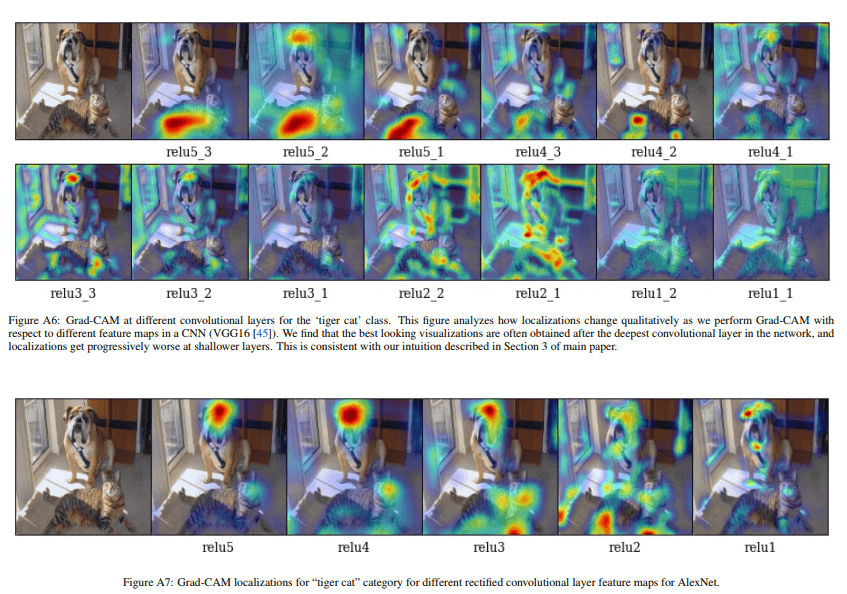 relu5_3 relu5_2 relu5_1 relu4_3 relu4_2 relu4_1
relu3_3 relu3_2 relu3_1 relu2_2 relu2_1 relu1_2 relu1_1
Figure A6: Grad-CAM at different convolutional layers for the ‘tiger cat’ class. This figure analyzes how localizations change qualitatively as we perform Grad-CAM with
respect to different feature maps in a CNN (VGG16 [45]). We find that the best looking visualizations are often obtained after the deepest convolutional layer in the network, and
localizations get progressively worse at shallower layers. This is consistent with our intuition described in Section 3 of main paper.
relu5 relu4 relu3 relu2 relu1
Figure A7: Grad-CAM localizations for “tiger cat” category for different rectified convolutional layer feature maps for AlexNet.